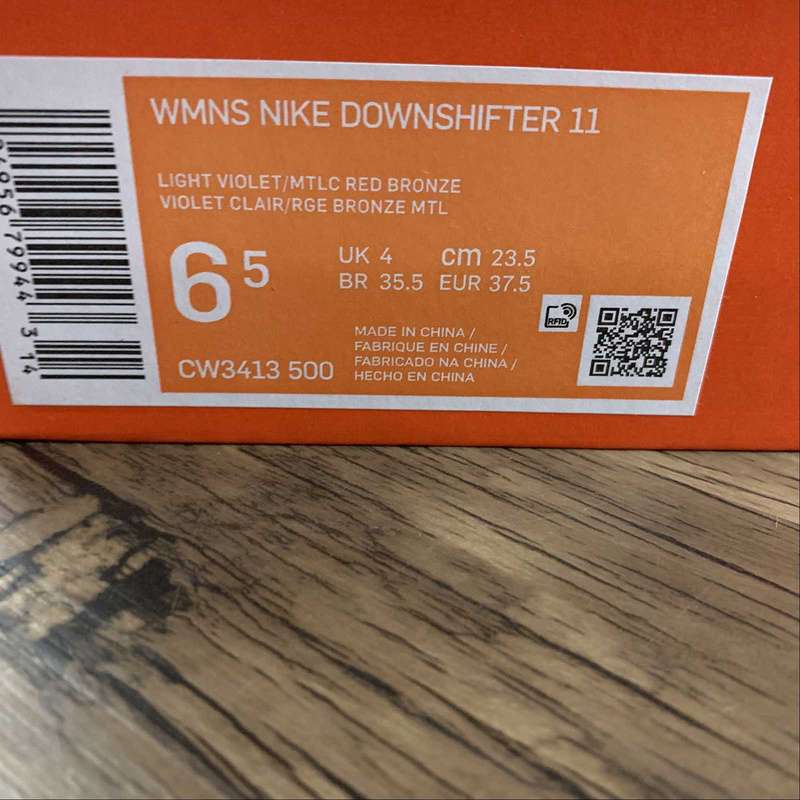 WMNS NIKE DOWNSHIFTER 11
LIGHT VIOLET/MTLC RED BRONZE
VIOLET CLAIR/RGE BRONZE MTL
6 5
UK 4 cm 23.5
BR 35.5 EUR 37.5
RFID
MADE IN CHINA /
FABRIQUE EN CHINE /
FABRICADO NA CHINA /
HECHO EN CHINA
CW3413 500
79944 314